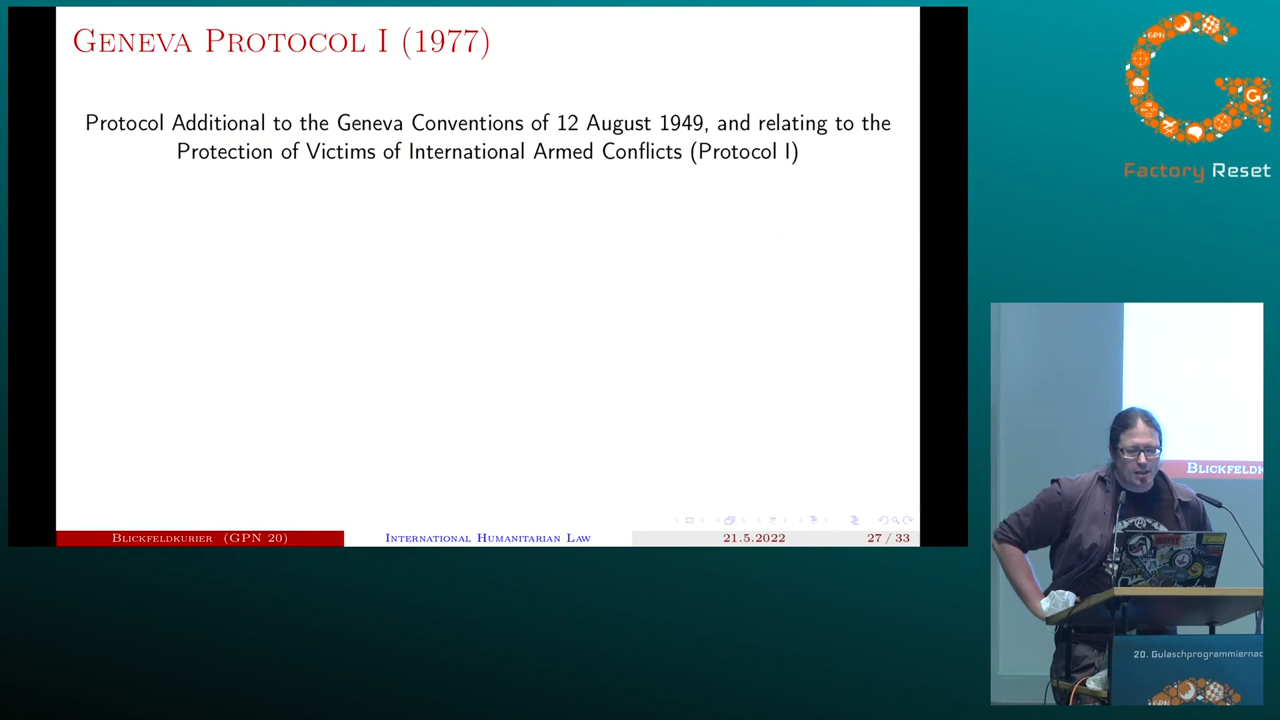 GENEVA PROTOCOL I (1977)
Protocol Additional to the Geneva Conventions of 12 August 1949, and relating to the
Protection of Victims of International Armed Conflicts (Protocol I)
BLICKFELDKURIER (GPN 20)
INTERNATIONAL HUMANITARIAN LAW
21.5.2022
27 / 33
GPN
G
Factory Reset
BLICKFELDK
20. Gulaschprogrammiernac